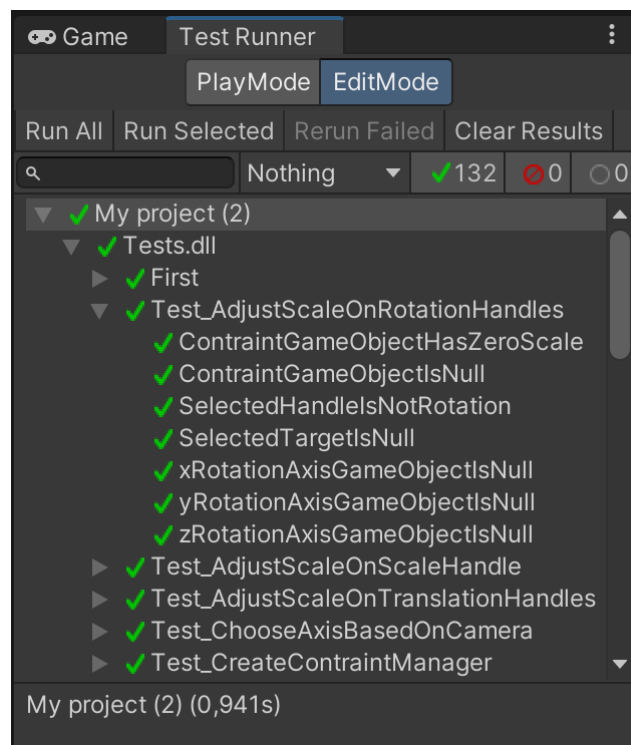 Game Test Runner
PlayMode EditMode
Run All Run Selected Rerun Failed Clear Results
Nothing 132 0 0
My project (2)
Tests.dll
First
Test_AdjustScaleOnRotationHandles
ContraintGameObjectHasZeroScale
ContraintGameObjectIsNull
SelectedHandleIsNotRotation
SelectedTargetIsNull
xRotationAxisGameObjectIsNull
yRotationAxisGameObjectIsNull
zRotationAxisGameObjectIsNull
Test_AdjustScaleOnScaleHandle
Test_AdjustScaleOnTranslationHandles
Test_ChooseAxisBasedOnCamera
Test_CreateContraintManager
My project (2) (0,941s)